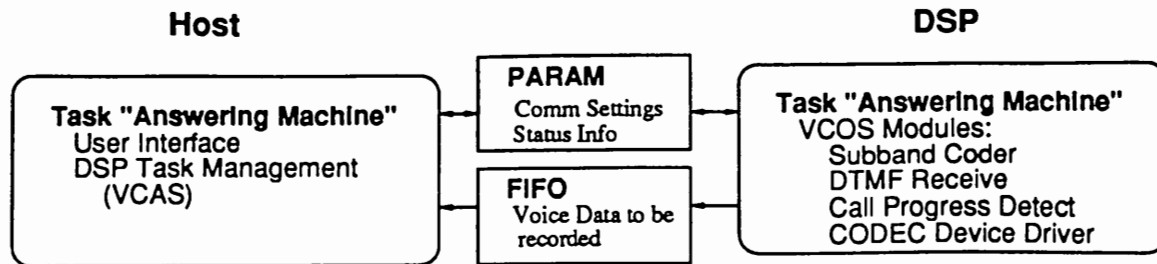 Host
DSP
Task "Answering Machine"
User Interface
DSP Task Management
(VCAS)
PARAM
Comm Settings
Status Info
FIFO
Voice Data to be
recorded
Task "Answering Machine"
VCOS Modules:
Subband Coder
DTMF Receive
Call Progress Detect
CODEC Device Driver